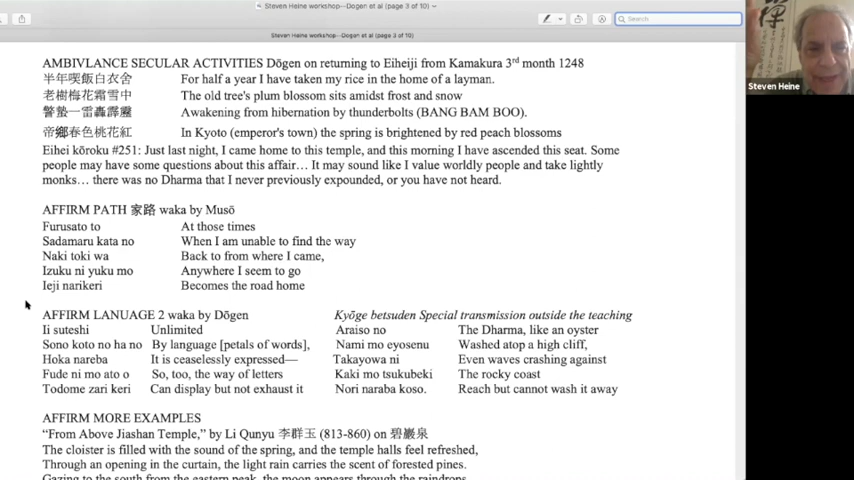 Steven Heine workshop--Dogen et al (page 3 of 10)
Search
Stevan Heine workshop--Dogen et al (page 3 of 10)
Steven Heine
AMBIVLANCE SECULAR ACTIVITIES Dōgen on returning to Eiheiji from Kamakura 3rd month 1248
半年喫飯白衣舍 For half a year I have taken my rice in the home of a layman.
老樹梅花霜雪中 The old tree's plum blossom sits amidst frost and snow
警蟄一雷轟霹靂 Awakening from hibernation by thunderbolts (BANG BAM BOO).
帝鄉春色桃花紅 In Kyoto (emperor's town) the spring is brightened by red peach blossoms
Eihei kōroku #251: Just last night, I came home to this temple, and this morning I have ascended this seat. Some
people may have some questions about this affair… It may sound like I value worldly people and take lightly
monks… there was no Dharma that I never previously expounded, or you have not heard.
AFFIRM PATH 家路 waka by Musō
Furusato to At those times
Sadamaru kata no When I am unable to find the way
Naki toki wa Back to from where I came,
Izuku ni yuku mo Anywhere I seem to go
Ieji narikeri Becomes the road home
AFFIRM LANUAGE 2 waka by Dōgen Kyōge betsuden Special transmission outside the teaching
Ii suteshi Unlimited Araiso no The Dharma, like an oyster
Sono koto no ha no By language [petals of words], Nami mo eyosenu Washed atop a high cliff,
Hoka nareba It is ceaselessly expressed— Takayowa ni Even waves crashing against
Fude ni mo ato o So, too, the way of letters Kaki mo tsukubeki The rocky coast
Todome zari keri Can display but not exhaust it Nori naraba koso. Reach but cannot wash it away
AFFIRM MORE EXAMPLES
“From Above Jiashan Temple,” by Li Qunyu 李群玉 (813-860) on 碧巖泉
The cloister is filled with the sound of the spring, and the temple halls feel refreshed,
Through an opening in the curtain, the light rain carries the scent of forested pines.
Gazing to the south from the eastern peak, the moon appears through the raindrops